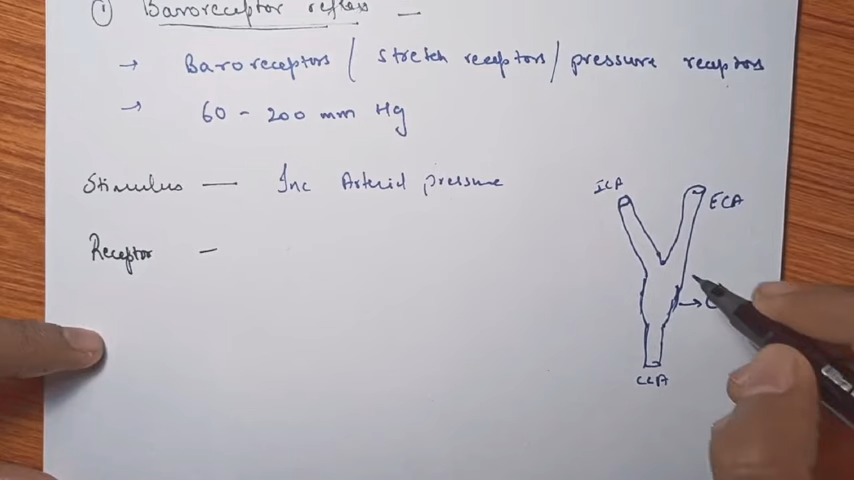 ① Baroreceptor reflex —
→ Baroreceptors / stretch receptors / pressure receptors
→ 60 - 200 mm Hg
Stimulus — Inc Arterial pressure
Receptor —
ICA
ECA
CCA